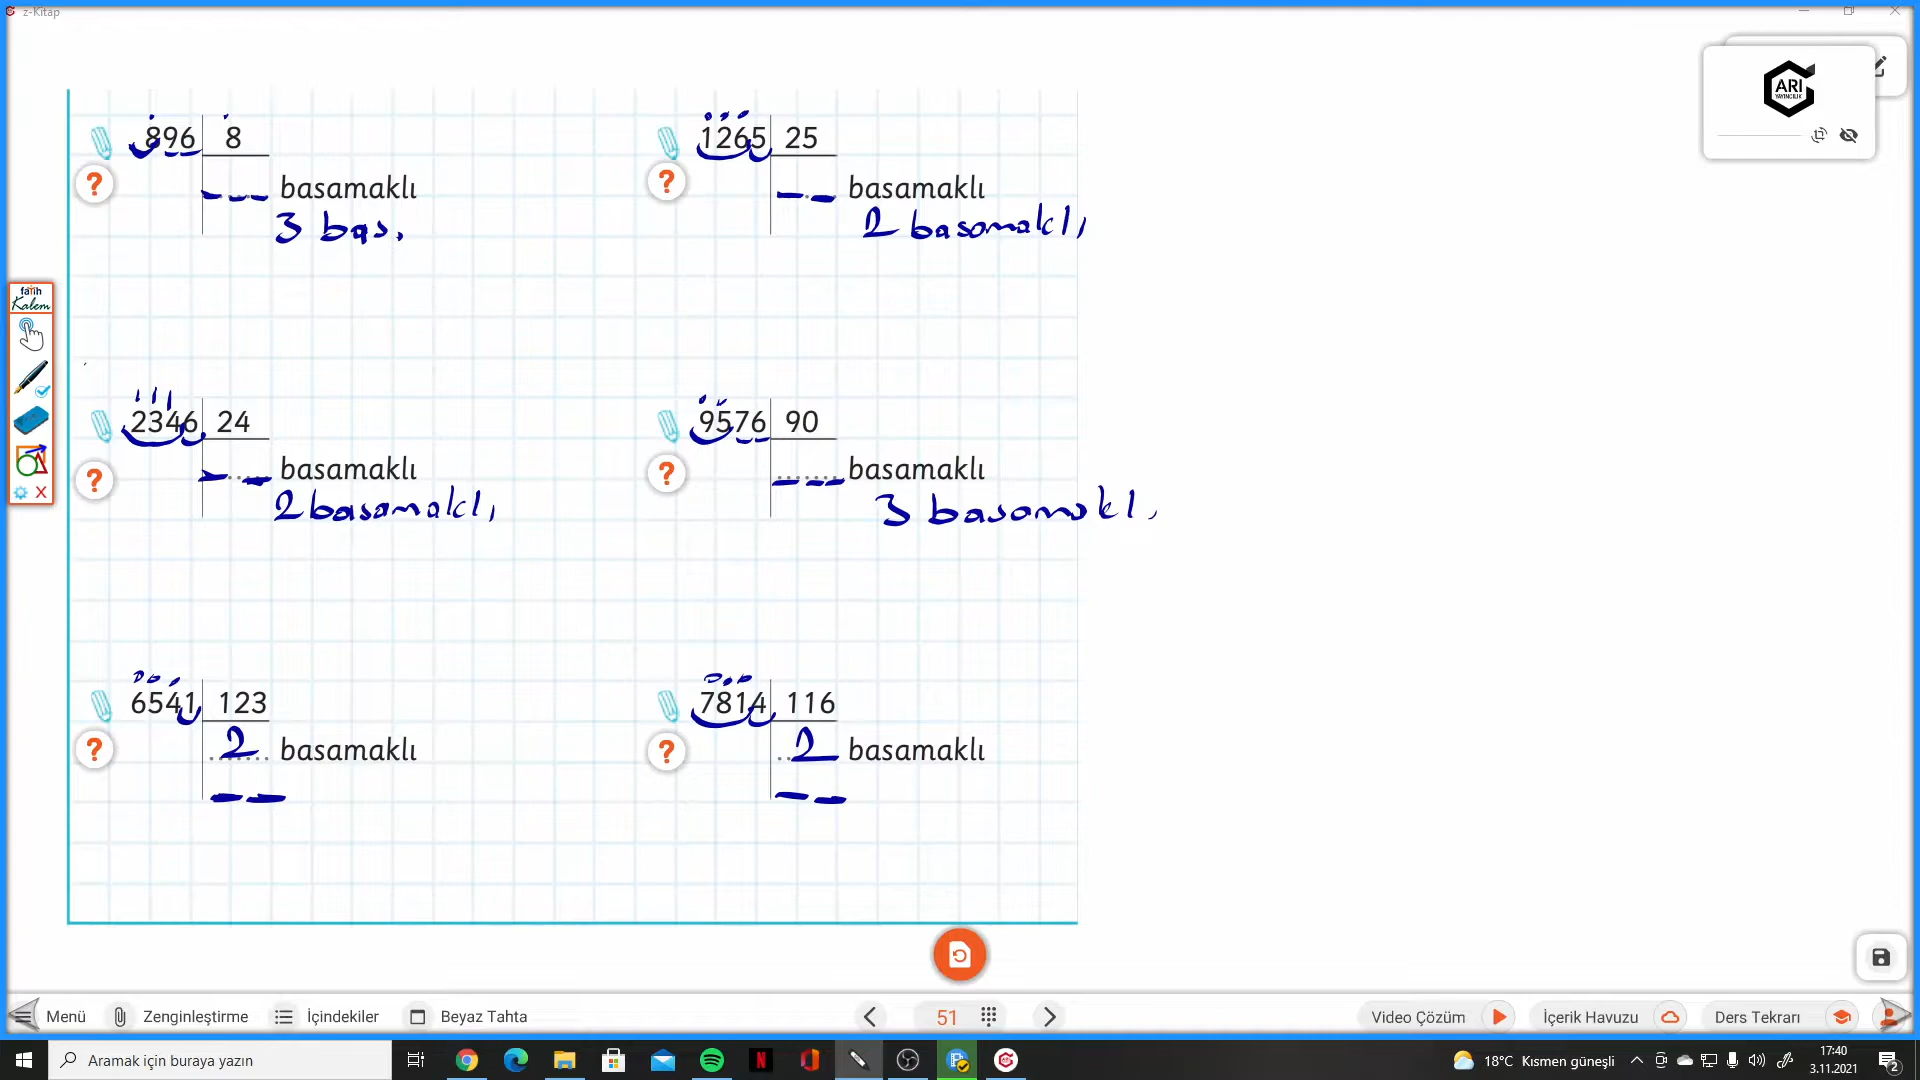 z-Kitap
ARI
YAYINCILIK
896 8
? basamaklı
3 bas.
1265 25
? basamaklı
2 basamaklı
fatih
Kalem
2346 24
? basamaklı
2 basamaklı
9576 90
? basamaklı
3 basamaklı
6541 123
? 2 basamaklı
7814 116
? 2 basamaklı
Menü Zenginleştirme İçindekiler Beyaz Tahta 51 Video Çözüm İçerik Havuzu Ders Tekrarı
Aramak için buraya yazın 18°C Kısmen güneşli 17:40
3.11.2021 2